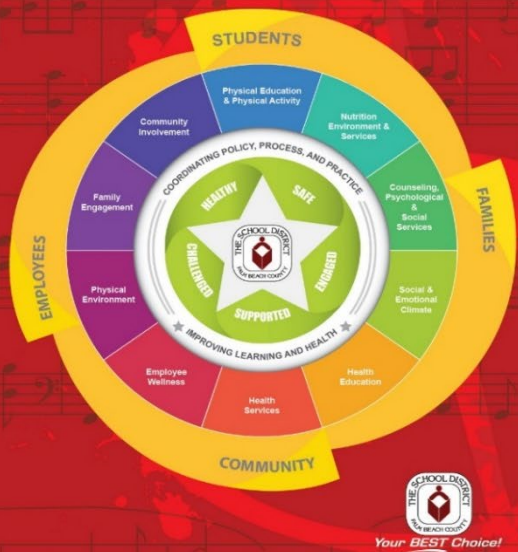 STUDENTS
FAMILIES
COMMUNITY
EMPLOYEES
Physical Education
& Physical Activity
Nutrition
Environment &
Services
Counseling,
Psychological
&
Social
Services
Social &
Emotional
Climate
Health
Education
Health
Services
Employee
Wellness
Physical
Environment
Family
Engagement
Community
Involvement
COORDINATING POLICY, PROCESS, AND PRACTICE
IMPROVING LEARNING AND HEALTH
HEALTHY
SAFE
ENGAGED
SUPPORTED
CHALLENGED
THE SCHOOL DISTRICT
PALM BEACH COUNTY
THE SCHOOL DISTRICT
PALM BEACH COUNTY
Your BEST Choice!